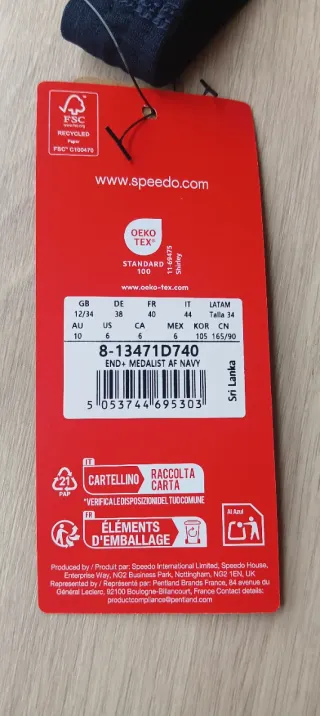 FSC
www.fsc.org
RECYCLED
Paper
FSC® C100470
www.speedo.com
OEKO
TEX®
STANDARD
100
11-69475
Shirley
www.oeko-tex.com
GB DE FR IT LATAM
12/34 38 40 44 Talla 34
AU US CA MEX KOR CN
10 6 6 6 105 165/90
8-13471D740
END+ MEDALIST AF NAVY
5 053744 695303
Sri Lanka
21
PAP
IT
CARTELLINO RACCOLTA CARTA
*VERIFICA LE DISPOSIZIONI DEL TUO COMUNE
FR
ÉLÉMENTS
D'EMBALLAGE
Al Azul
Produced by / Produit par: Speedo International Limited, Speedo House,
Enterprise Way, NG2 Business Park, Nottingham, NG2 1EN, UK
Represented by / Représenté par: Pentland Brands France, 84 avenue du
Général Leclerc, 92100 Boulogne-Billancourt, France Contact details:
productcompliance@pentland.com